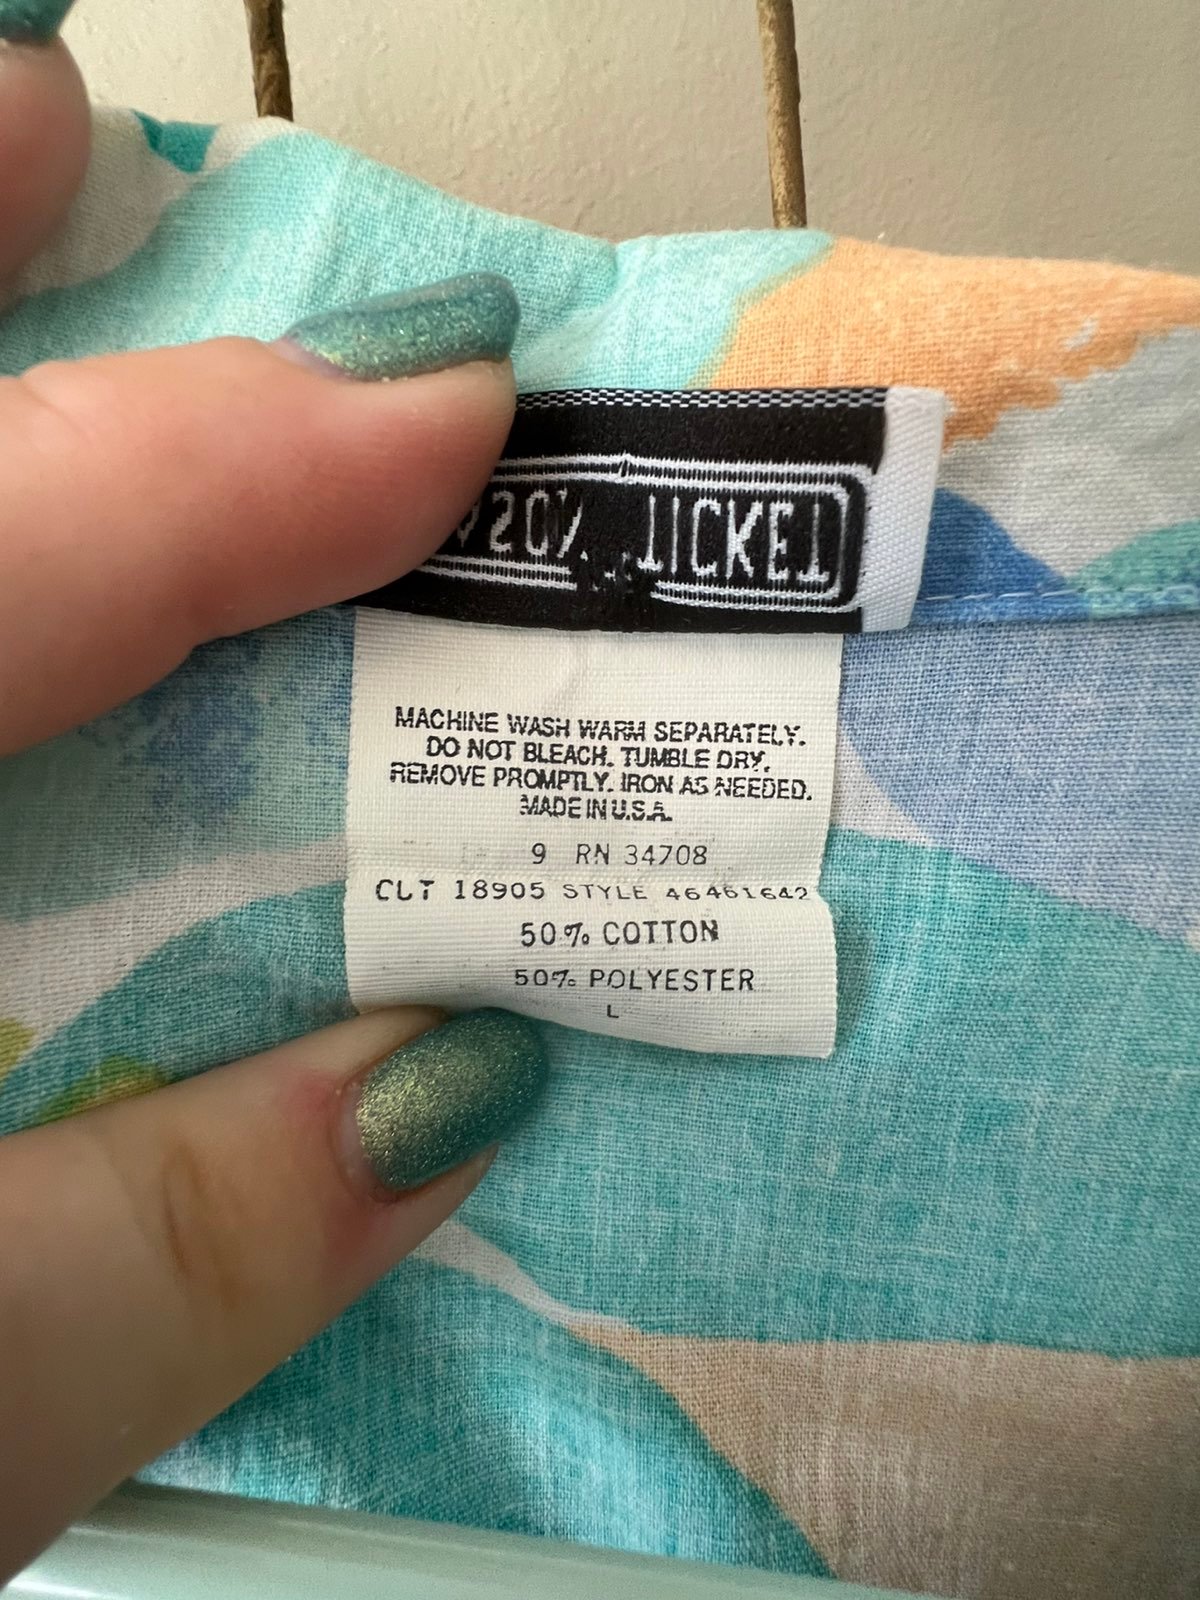 TICKET
MACHINE WASH WARM SEPARATELY.
DO NOT BLEACH. TUMBLE DRY.
REMOVE PROMPTLY. IRON AS NEEDED.
MADE IN U.S.A.
9 RN 34708
CUT 18905 STYLE 46461642
50% COTTON
50% POLYESTER
L